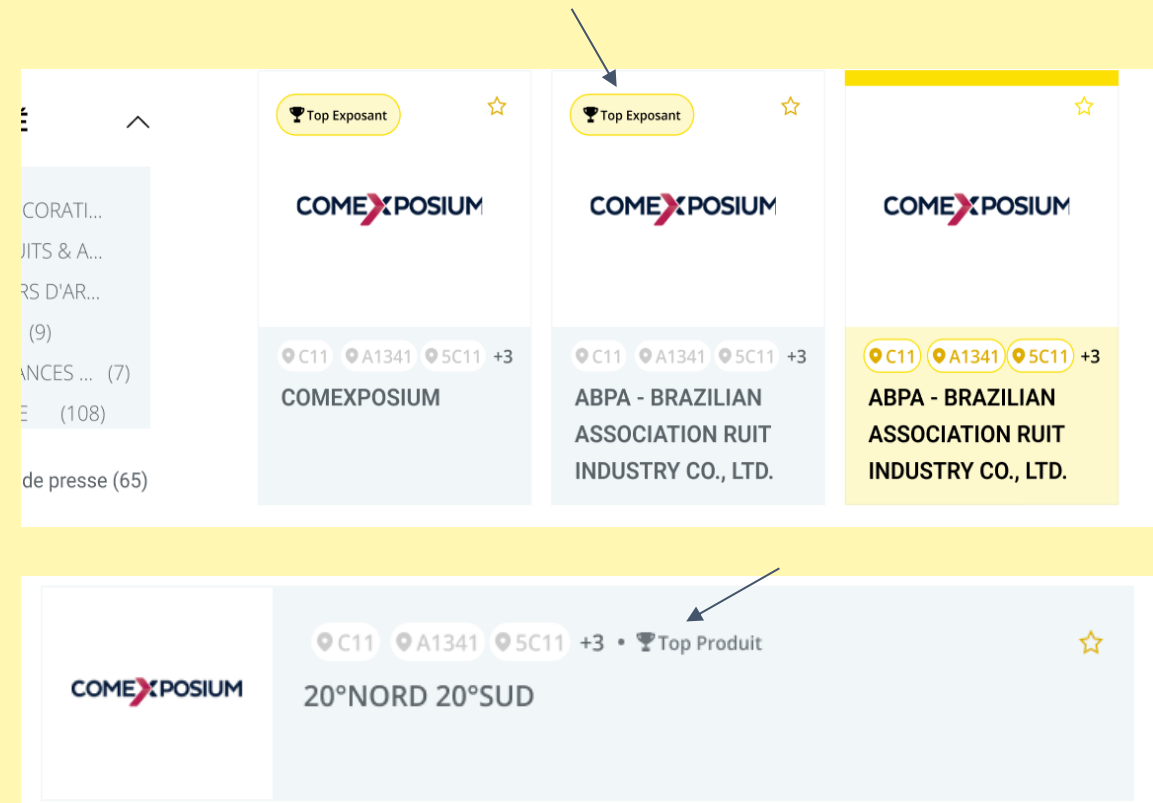 É
CORATI...
UITS & A...
RS D'AR...
(9)
ANCES ... (7)
E (108)
de presse (65)
Top Exposant
COMEXPOSIUM
C11 A1341 5C11 +3
COMEXPOSIUM
Top Exposant
COMEXPOSIUM
C11 A1341 5C11 +3
ABPA - BRAZILIAN
ASSOCIATION RUIT
INDUSTRY CO., LTD.
COMEXPOSIUM
C11 A1341 5C11 +3
ABPA - BRAZILIAN
ASSOCIATION RUIT
INDUSTRY CO., LTD.
COMEXPOSIUM
C11 A1341 5C11 +3 • Top Produit
20°NORD 20°SUD